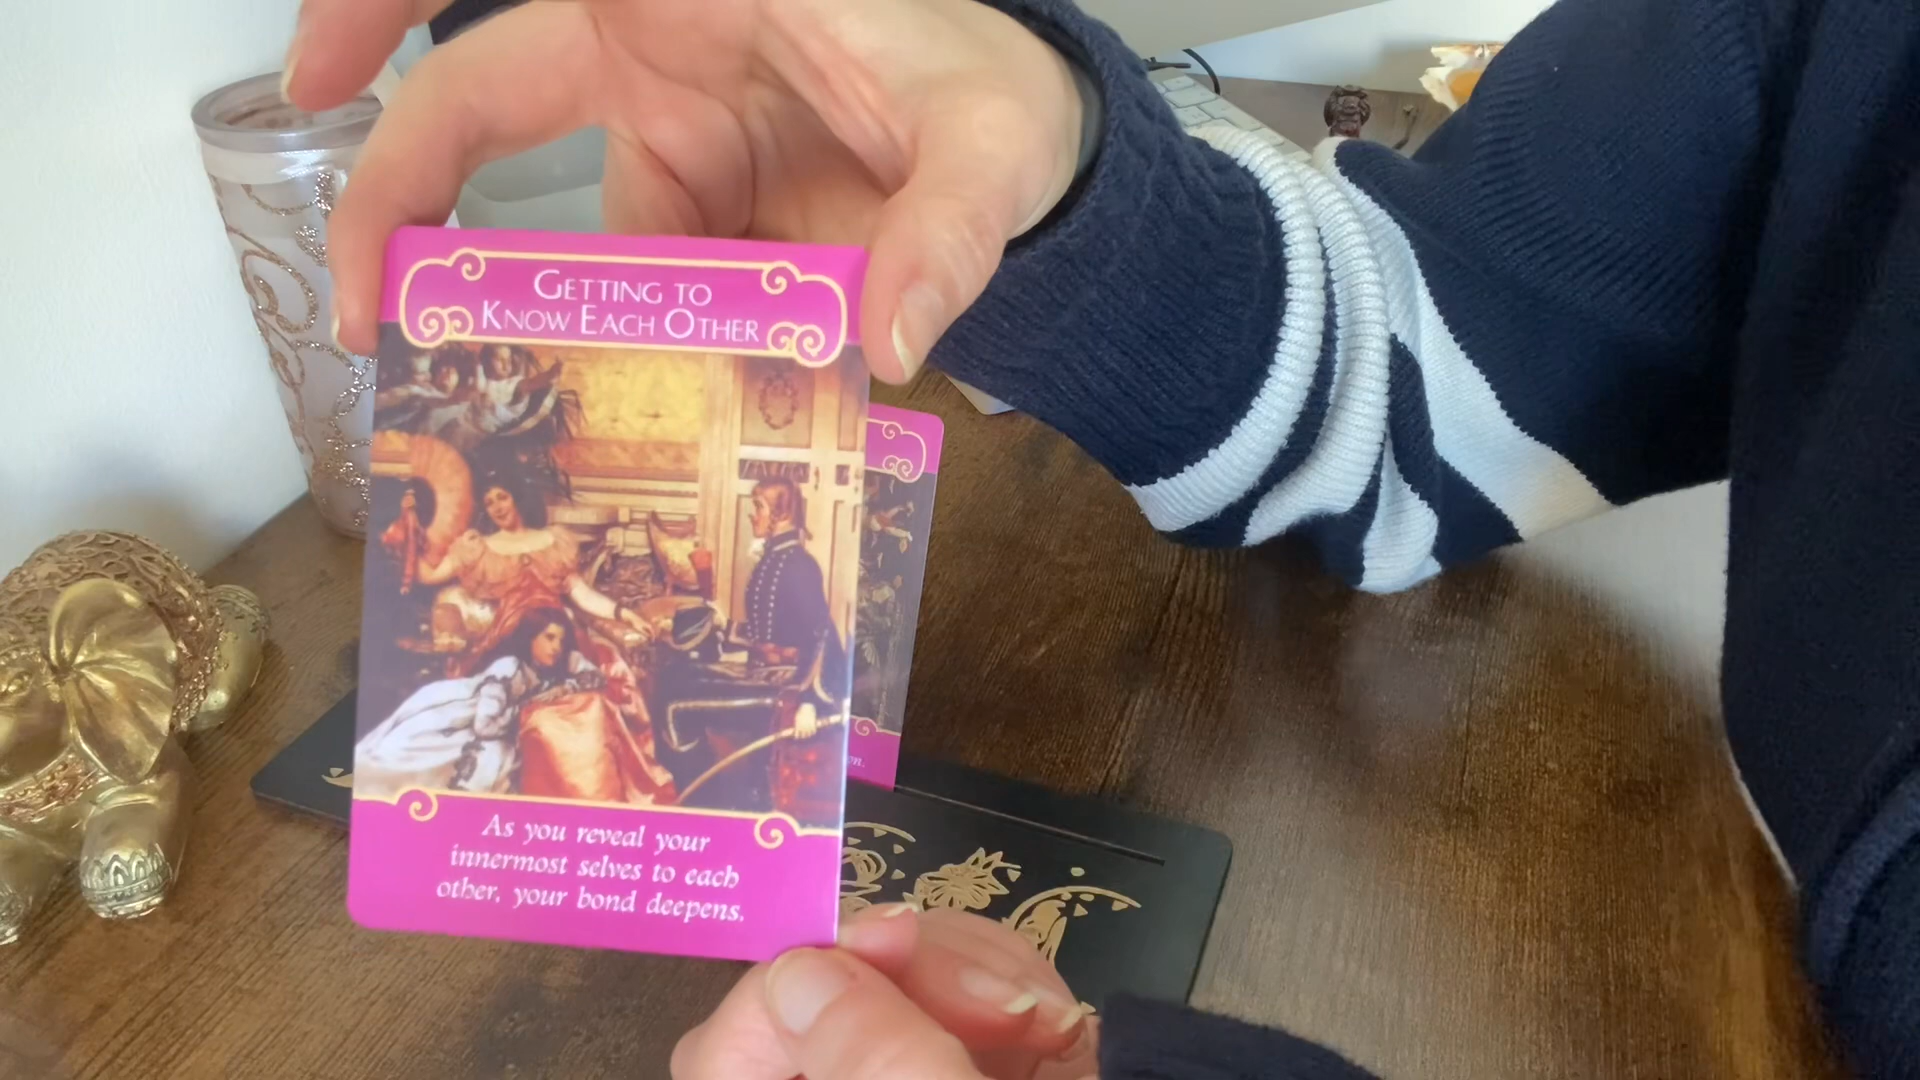 GETTING TO
KNOW EACH OTHER
As you reveal your
innermost selves to each
other, your bond deepens.